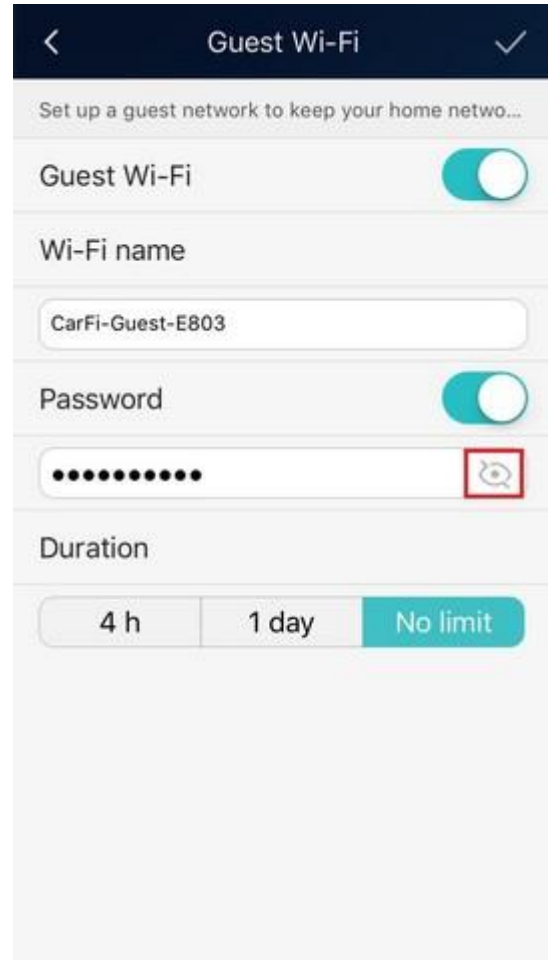 Guest Wi-Fi
Set up a guest network to keep your home netwo...
Guest Wi-Fi
Wi-Fi name
CarFi-Guest-E803
Password
••••••••••
Duration
4 h 1 day No limit